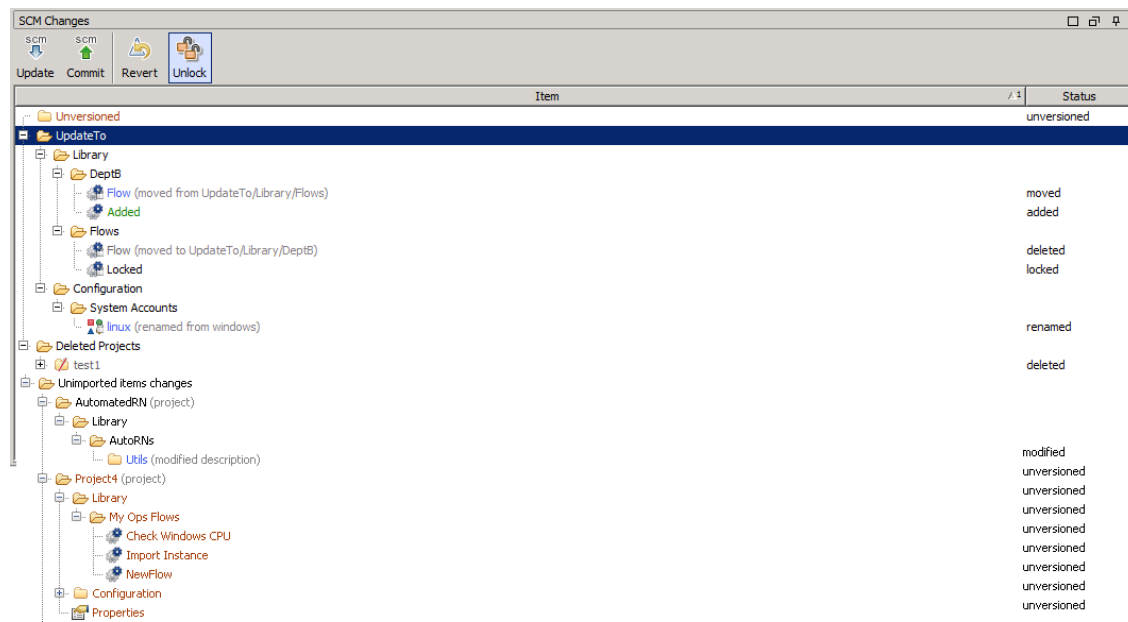 SCM Changes
scm scm
Update Commit Revert Unlock
Item 1 Status
Unversioned unversioned
UpdateTo
Library
DeptB
Flow (moved from UpdateTo/Library/Flows) moved
Added added
Flows
Flow (moved to UpdateTo/Library/DeptB) deleted
Locked locked
Configuration
System Accounts
linux (renamed from windows) renamed
Deleted Projects
test1 deleted
Unimported items changes
AutomatedRN (project)
Library
AutoRNs
Utils (modified description) modified
Project4 (project) unversioned
Library unversioned
My Ops Flows unversioned
Check Windows CPU unversioned
Import Instance unversioned
NewFlow unversioned
Configuration unversioned
Properties unversioned